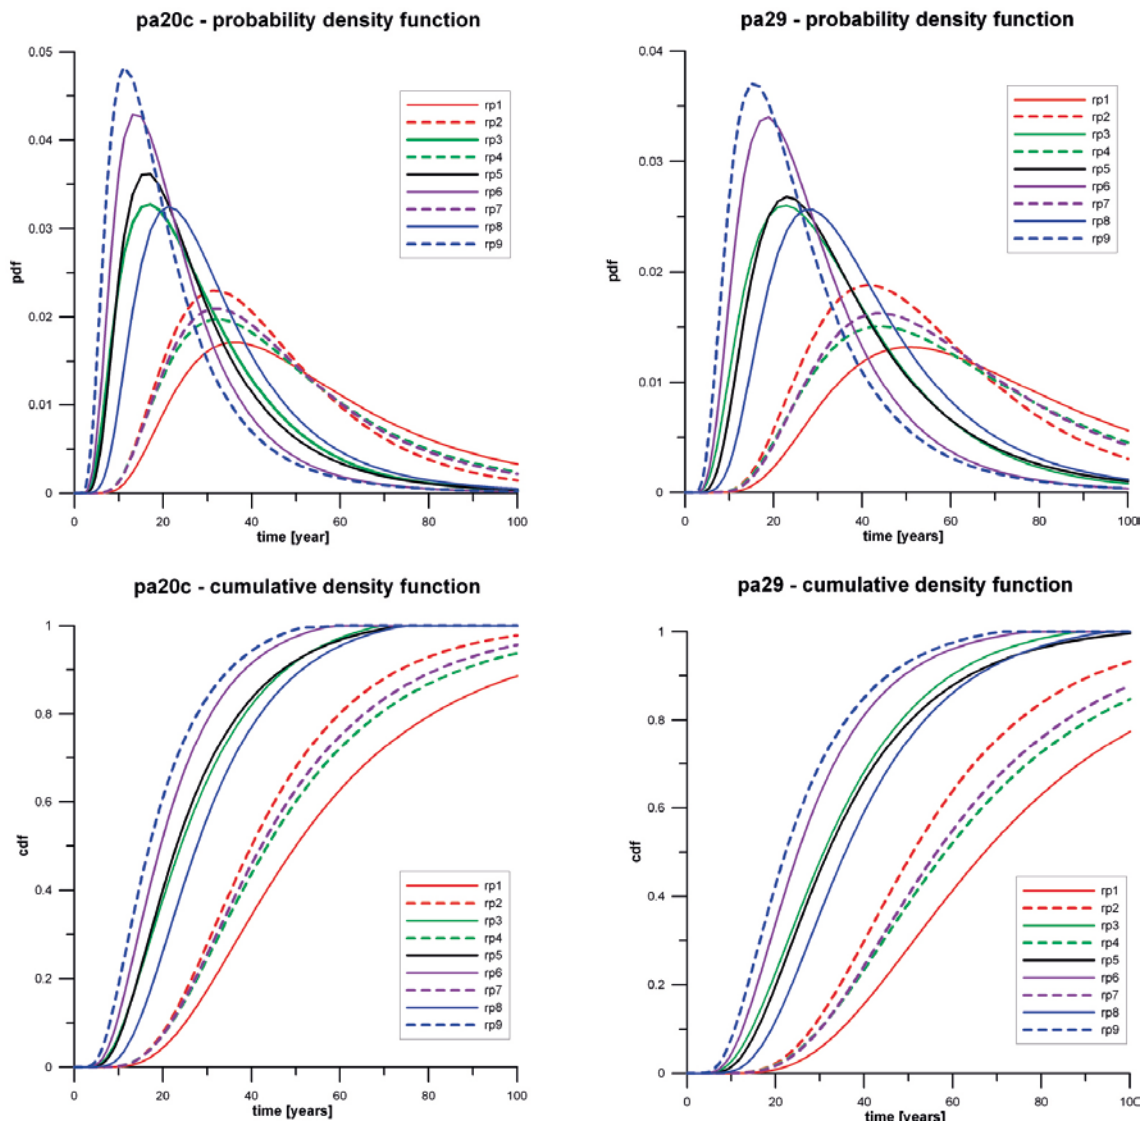 pa20c - probability density function
0.05
0.04
0.03
0.02
0.01
0
pdf
rp1
rp2
rp3
rp4
rp5
rp6
rp7
rp8
rp9
0
20
40
60
80
100
time [year]
pa29 - probability density function
0.04
0.03
0.02
0.01
0
pdf
rp1
rp2
rp3
rp4
rp5
rp6
rp7
rp8
rp9
0
20
40
60
80
100
time [years]
pa20c - cumulative density function
1
0.8
0.6
0.4
0.2
0
cdf
rp1
rp2
rp3
rp4
rp5
rp6
rp7
rp8
rp9
0
20
40
60
80
100
time [years]
pa29 - cumulative density function
1
0.8
0.6
0.4
0.2
0
cdf
rp1
rp2
rp3
rp4
rp5
rp6
rp7
rp8
rp9
0
20
40
60
80
100
time [years]